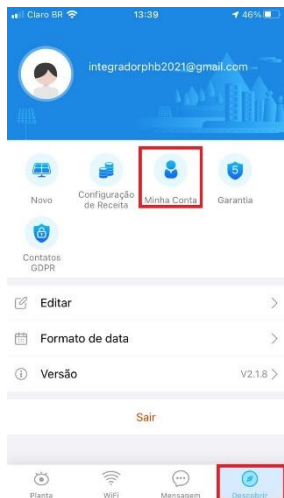 Claro BR 13:39 46%
integradorphb2021@gmail.com
Novo
Configuração
de Receita
Minha Conta
5
Garantia
Contatos
GDPR
Editar
Formato de data
Versão V2.1.8
Sair
Planta WiFi Mensagem Descobrir